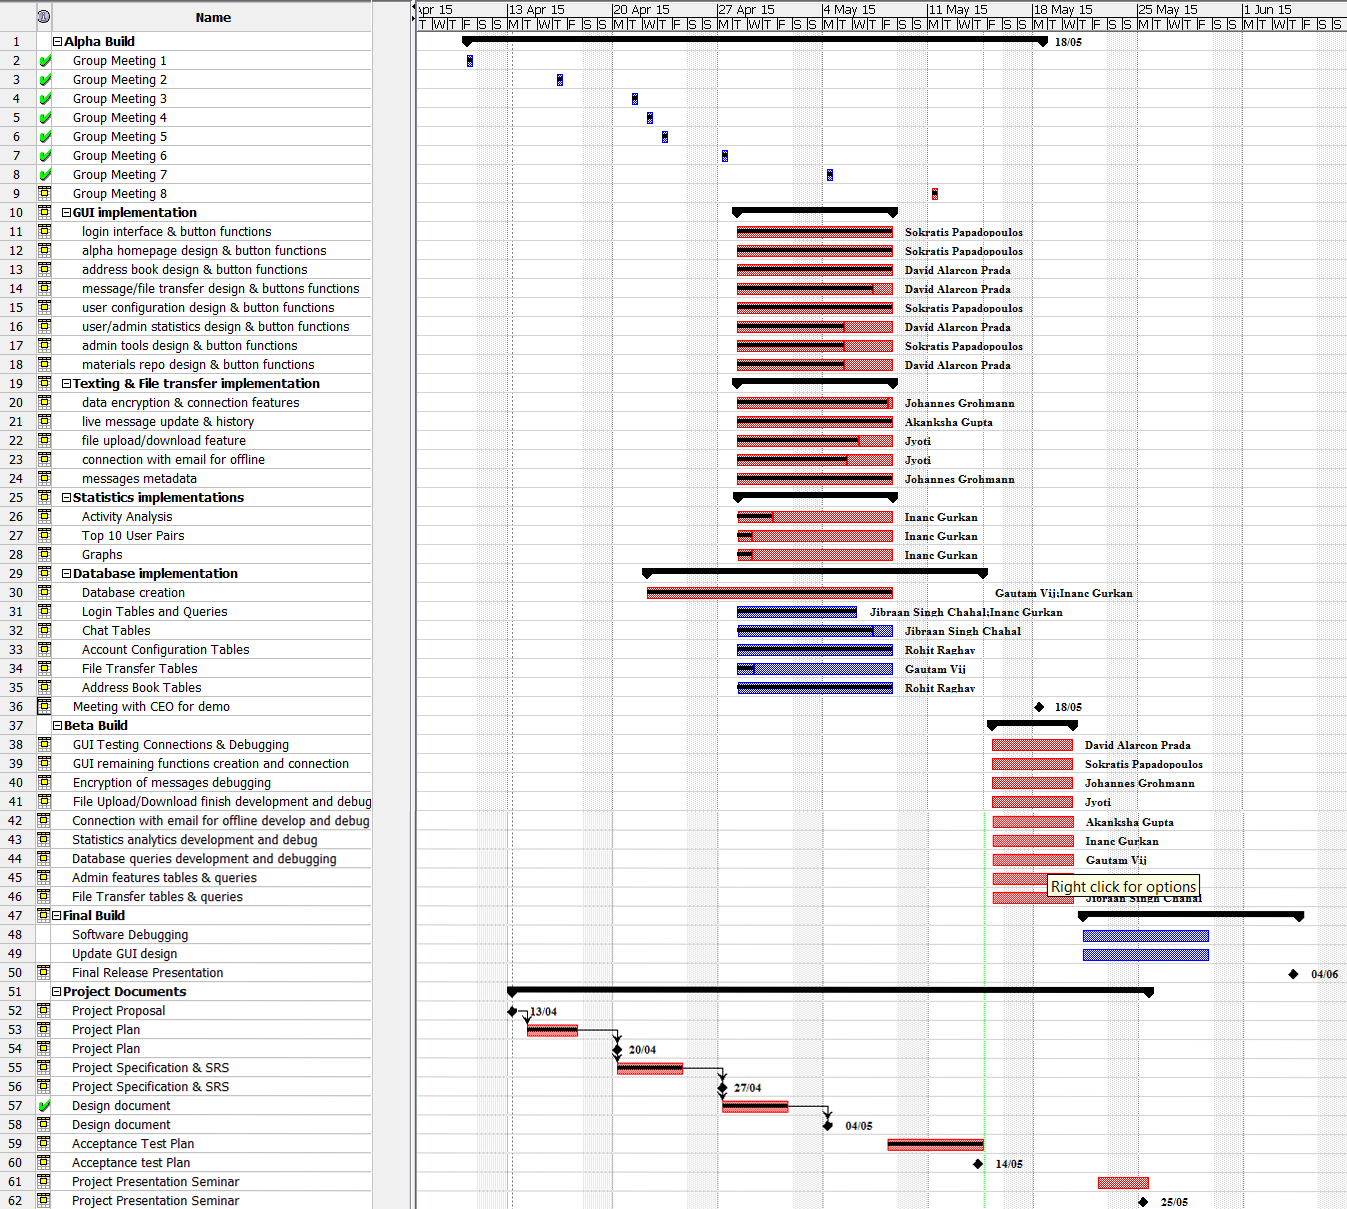 pr 15 13 Apr 15 20 Apr 15 27 Apr 15 4 May 15 11 May 15 18 May 15 25 May 15 1 Jun 15
Name T W T F S S M T W T F S S M T W T F S S M T W T F S S M T W T F S S M T W T F S S M T W T F S S M T W T F S S M T W T F S S
1 Alpha Build 18/05
2 Group Meeting 1
3 Group Meeting 2
4 Group Meeting 3
5 Group Meeting 4
6 Group Meeting 5
7 Group Meeting 6
8 Group Meeting 7
9 Group Meeting 8
10 GUI implementation
11 login interface & button functions Sokratis Papadopoulos
12 alpha homepage design & button functions Sokratis Papadopoulos
13 address book design & button functions David Alarcon Prada
14 message/file transfer design & buttons functions David Alarcon Prada
15 user configuration design & button functions Sokratis Papadopoulos
16 user/admin statistics design & button functions David Alarcon Prada
17 admin tools design & button functions Sokratis Papadopoulos
18 materials repo design & button functions David Alarcon Prada
19 Texting & File transfer implementation
20 data encryption & connection features Johannes Grohmann
21 live message update & history Akanksha Gupta
22 file upload/download feature Jyoti
23 connection with email for offline Jyoti
24 messages metadata Johannes Grohmann
25 Statistics implementations
26 Activity Analysis Inanc Gurkan
27 Top 10 User Pairs Inanc Gurkan
28 Graphs Inanc Gurkan
29 Database implementation
30 Database creation Gautam Vij;Inanc Gurkan
31 Login Tables and Queries Jibraan Singh Chahal;Inanc Gurkan
32 Chat Tables Jibraan Singh Chahal
33 Account Configuration Tables Rohit Raghav
34 File Transfer Tables Gautam Vij
35 Address Book Tables Rohit Raghav
36 Meeting with CEO for demo 18/05
37 Beta Build
38 GUI Testing Connections & Debugging David Alarcon Prada
39 GUI remaining functions creation and connection Sokratis Papadopoulos
40 Encryption of messages debugging Johannes Grohmann
41 File Upload/Download finish development and debug Jyoti
42 Connection with email for offline develop and debug Akanksha Gupta
43 Statistics analytics development and debug Inanc Gurkan
44 Database queries development and debugging Gautam Vij
45 Admin features tables & queries
Right click for options
46 File Transfer tables & queries Jibraan Singh Chahal
47 Final Build
48 Software Debugging
49 Update GUI design
50 Final Release Presentation 04/06
51 Project Documents
52 Project Proposal 13/04
53 Project Plan
54 Project Plan 20/04
55 Project Specification & SRS
56 Project Specification & SRS 27/04
57 Design document
58 Design document 04/05
59 Acceptance Test Plan
60 Acceptance test Plan 14/05
61 Project Presentation Seminar
62 Project Presentation Seminar 25/05